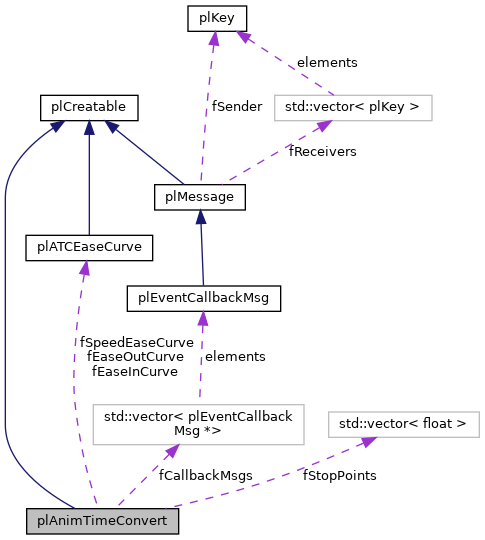 plKey
elements
plCreatable
fSender
std::vector< plKey >
fReceivers
plMessage
plATCEaseCurve
plEventCallbackMsg
fSpeedEaseCurve
fEaseOutCurve
fEaseInCurve
elements
std::vector< plEventCallback
Msg *>
std::vector< float >
fCallbackMsgs
fStopPoints
plAnimTimeConvert